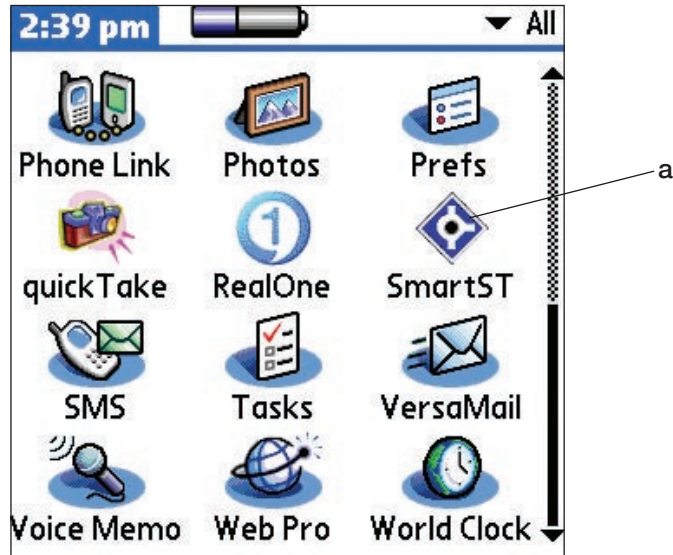 2:39 pm All
Phone Link Photos Prefs
a
quickTake RealOne SmartST
SMS Tasks VersaMail
Voice Memo Web Pro World Clock